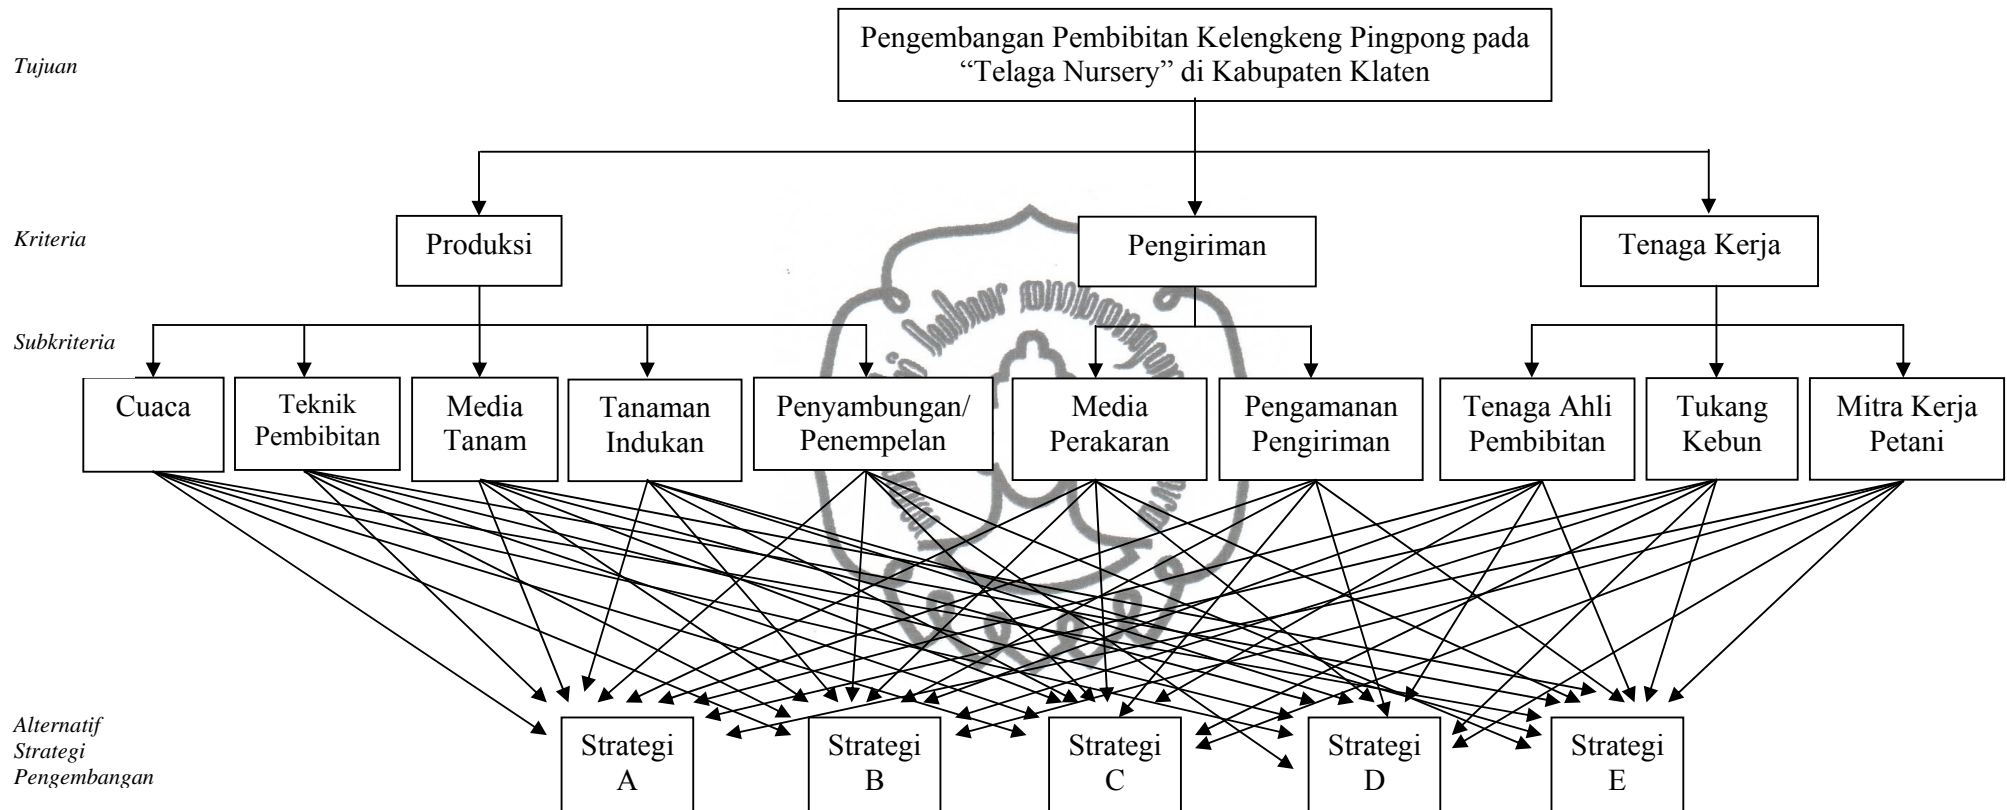 Tujuan
Pengembangan Pembibitan Kelengkeng Pingpong pada
“Telaga Nursery” di Kabupaten Klaten
Kriteria
Produksi
Pengiriman
Tenaga Kerja
Subkriteria
Cuaca
Teknik
Pembibitan
Media
Tanam
Tanaman
Indukan
Penyambungan/
Penempelan
Media
Perakaran
Pengamanan
Pengiriman
Tenaga Ahli
Pembibitan
Tukang
Kebun
Mitra Kerja
Petani
Alternatif
Strategi
Pengembangan
Strategi
A
Strategi
B
Strategi
C
Strategi
D
Strategi
E